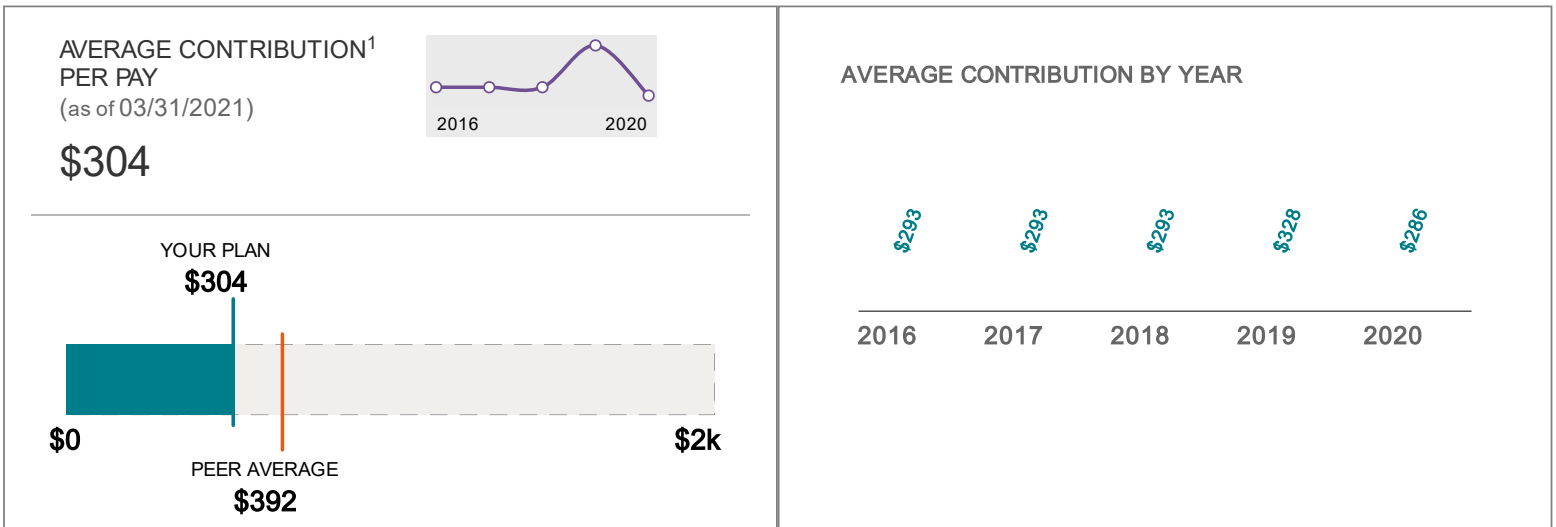 AVERAGE CONTRIBUTION1
PER PAY
(as of 03/31/2021)
$304
2016 2020
YOUR PLAN
$304
$0 $2k
PEER AVERAGE
$392
AVERAGE CONTRIBUTION BY YEAR
$293 $293 $293 $328 $286
2016 2017 2018 2019 2020